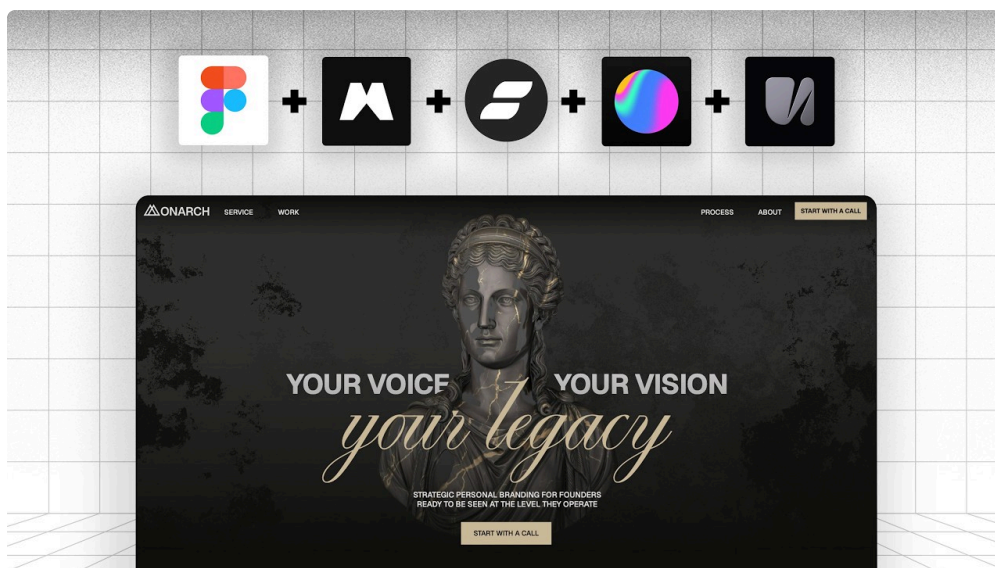 MONARCH SERVICE WORK PROCESS ABOUT START WITH A CALL
YOUR VOICE YOUR VISION
your legacy
STRATEGIC PERSONAL BRANDING FOR FOUNDERS
READY TO BE SEEN AT THE LEVEL THEY OPERATE
START WITH A CALL